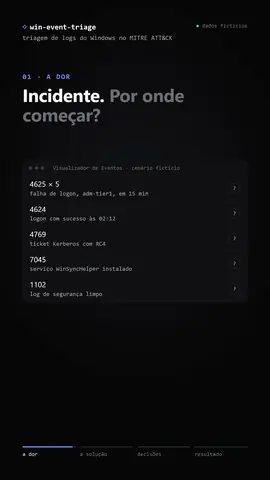 win-event-triage
dados fictícios
triagem de logs do Windows no MITRE ATT&CK
01 · A DOR
Incidente. Por onde
começar?
Visualizador de Eventos · cenário fictício
4625 × 5
falha de logon, adm-tier1, em 15 min
4624
logon com sucesso às 02:12
4769
ticket Kerberos com RC4
7045
serviço WinSyncHelper instalado
1102
log de segurança limpo
a dor
a solução
decisões
resultado